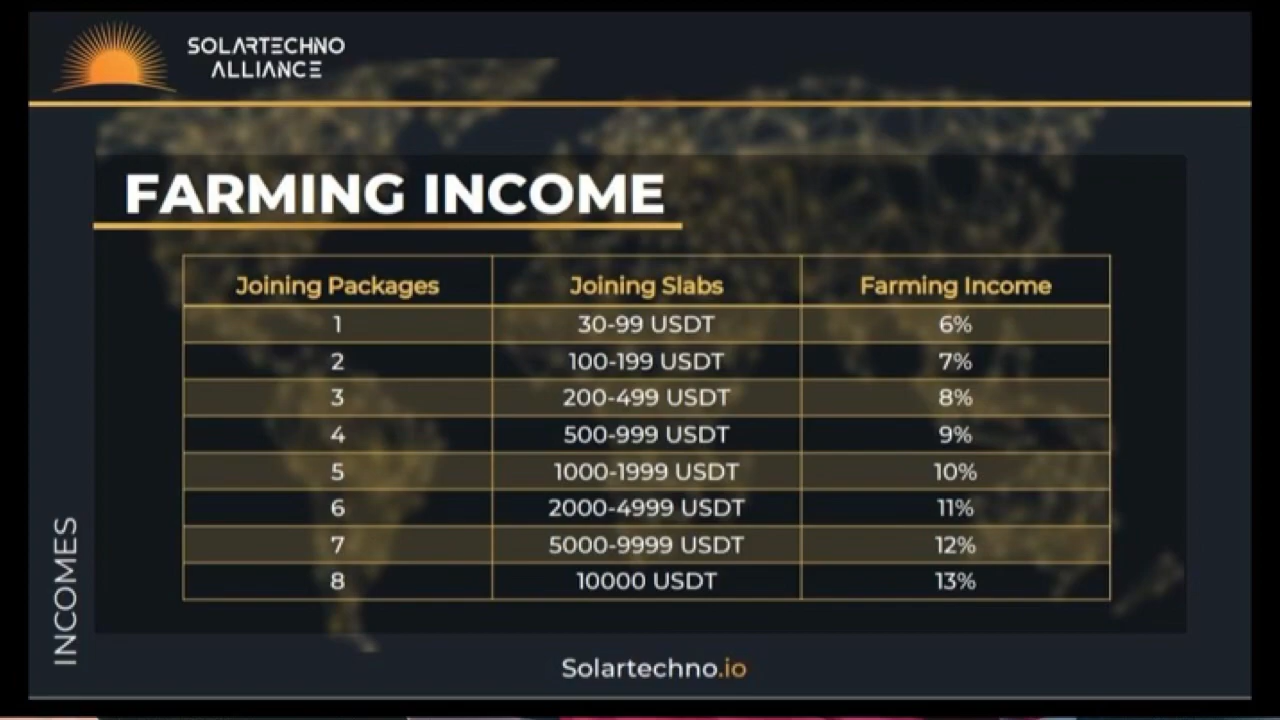 SOLARTECHNO
ALLIANCE
FARMING INCOME
Joining Packages Joining Slabs Farming Income
1 30-99 USDT 6%
2 100-199 USDT 7%
3 200-499 USDT 8%
4 500-999 USDT 9%
5 1000-1999 USDT 10%
6 2000-4999 USDT 11%
7 5000-9999 USDT 12%
8 10000 USDT 13%
INCOMES
Solartechno.io